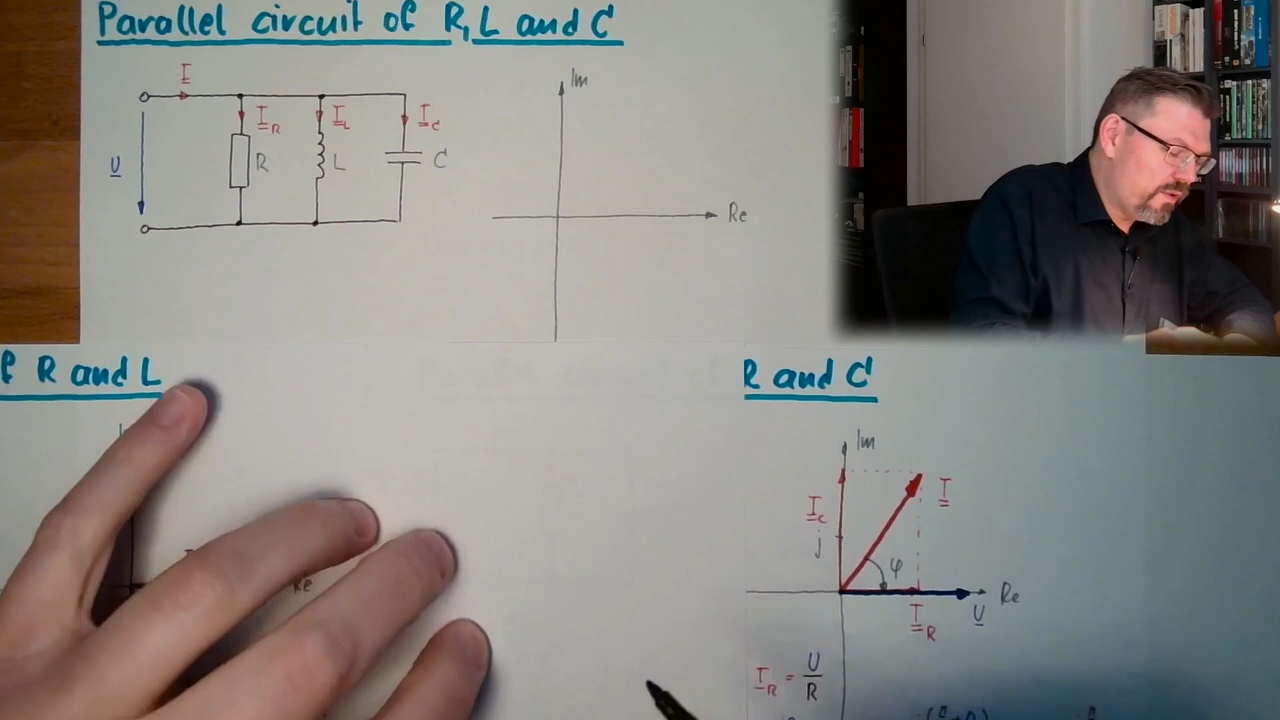 Parallel circuit of R, L and C
I
Im
I_R
I_L
I_C
U
R
L
C
Re
f R and L
R and C
Im
I_C
I
j
φ
Re
Re
I_R
U
I_R = U/R